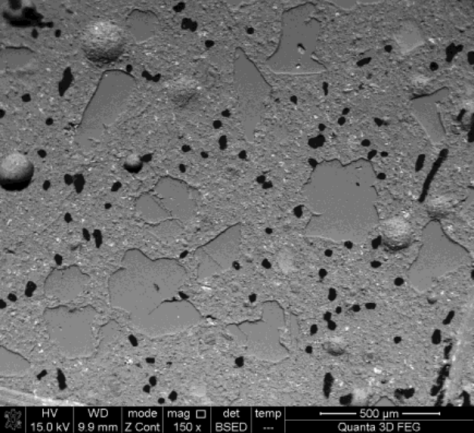 HV WD mode mag det temp 500 µm
15.0 kV 9.9 mm Z Cont 150 x BSED --- Quanta 3D FEG